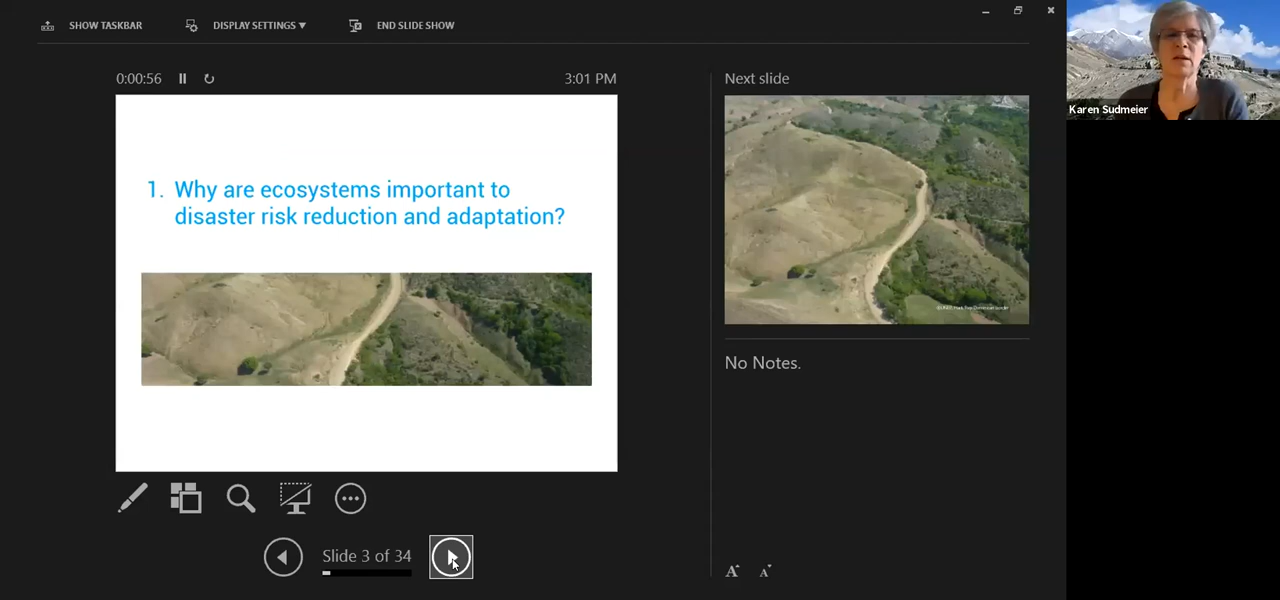 SHOW TASKBAR
DISPLAY SETTINGS ▼
END SLIDE SHOW
Karen Sudmeier
0:00:56
3:01 PM
Next slide
1. Why are ecosystems important to
disaster risk reduction and adaptation?
No Notes.
Slide 3 of 34
A
A